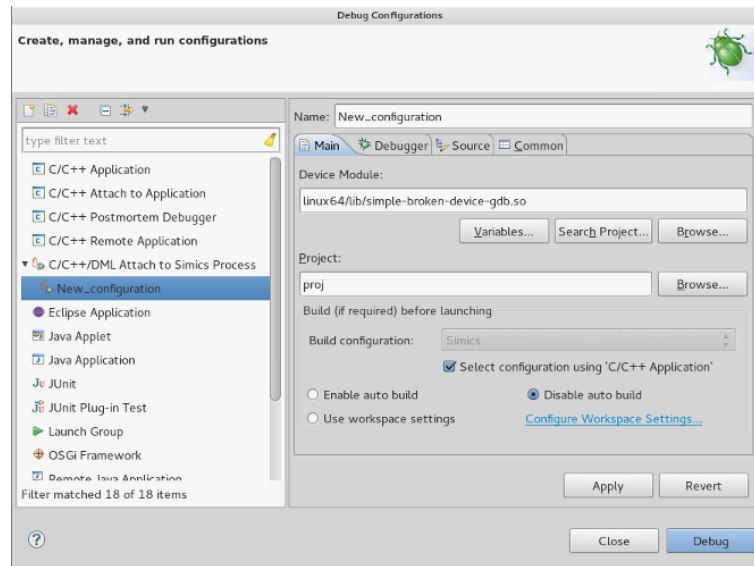 Debug Configurations
Create, manage, and run configurations
type filter text
C/C++ Application
C/C++ Attach to Application
C/C++ Postmortem Debugger
C/C++ Remote Application
C/C++/DML Attach to Simics Process
New_configuration
Eclipse Application
Java Applet
Java Application
JUnit
JUnit Plug-in Test
Launch Group
OSGi Framework
Remote Java Application
Filter matched 18 of 18 items
Name: New_configuration
Main Debugger Source Common
Device Module:
linux64/lib/simple-broken-device-gdb.so
Variables... Search Project... Browse...
Project:
proj Browse...
Build (if required) before launching
Build configuration: Simics
Select configuration using 'C/C++ Application'
Enable auto build Disable auto build
Use workspace settings Configure Workspace Settings...
Apply Revert
? Close Debug